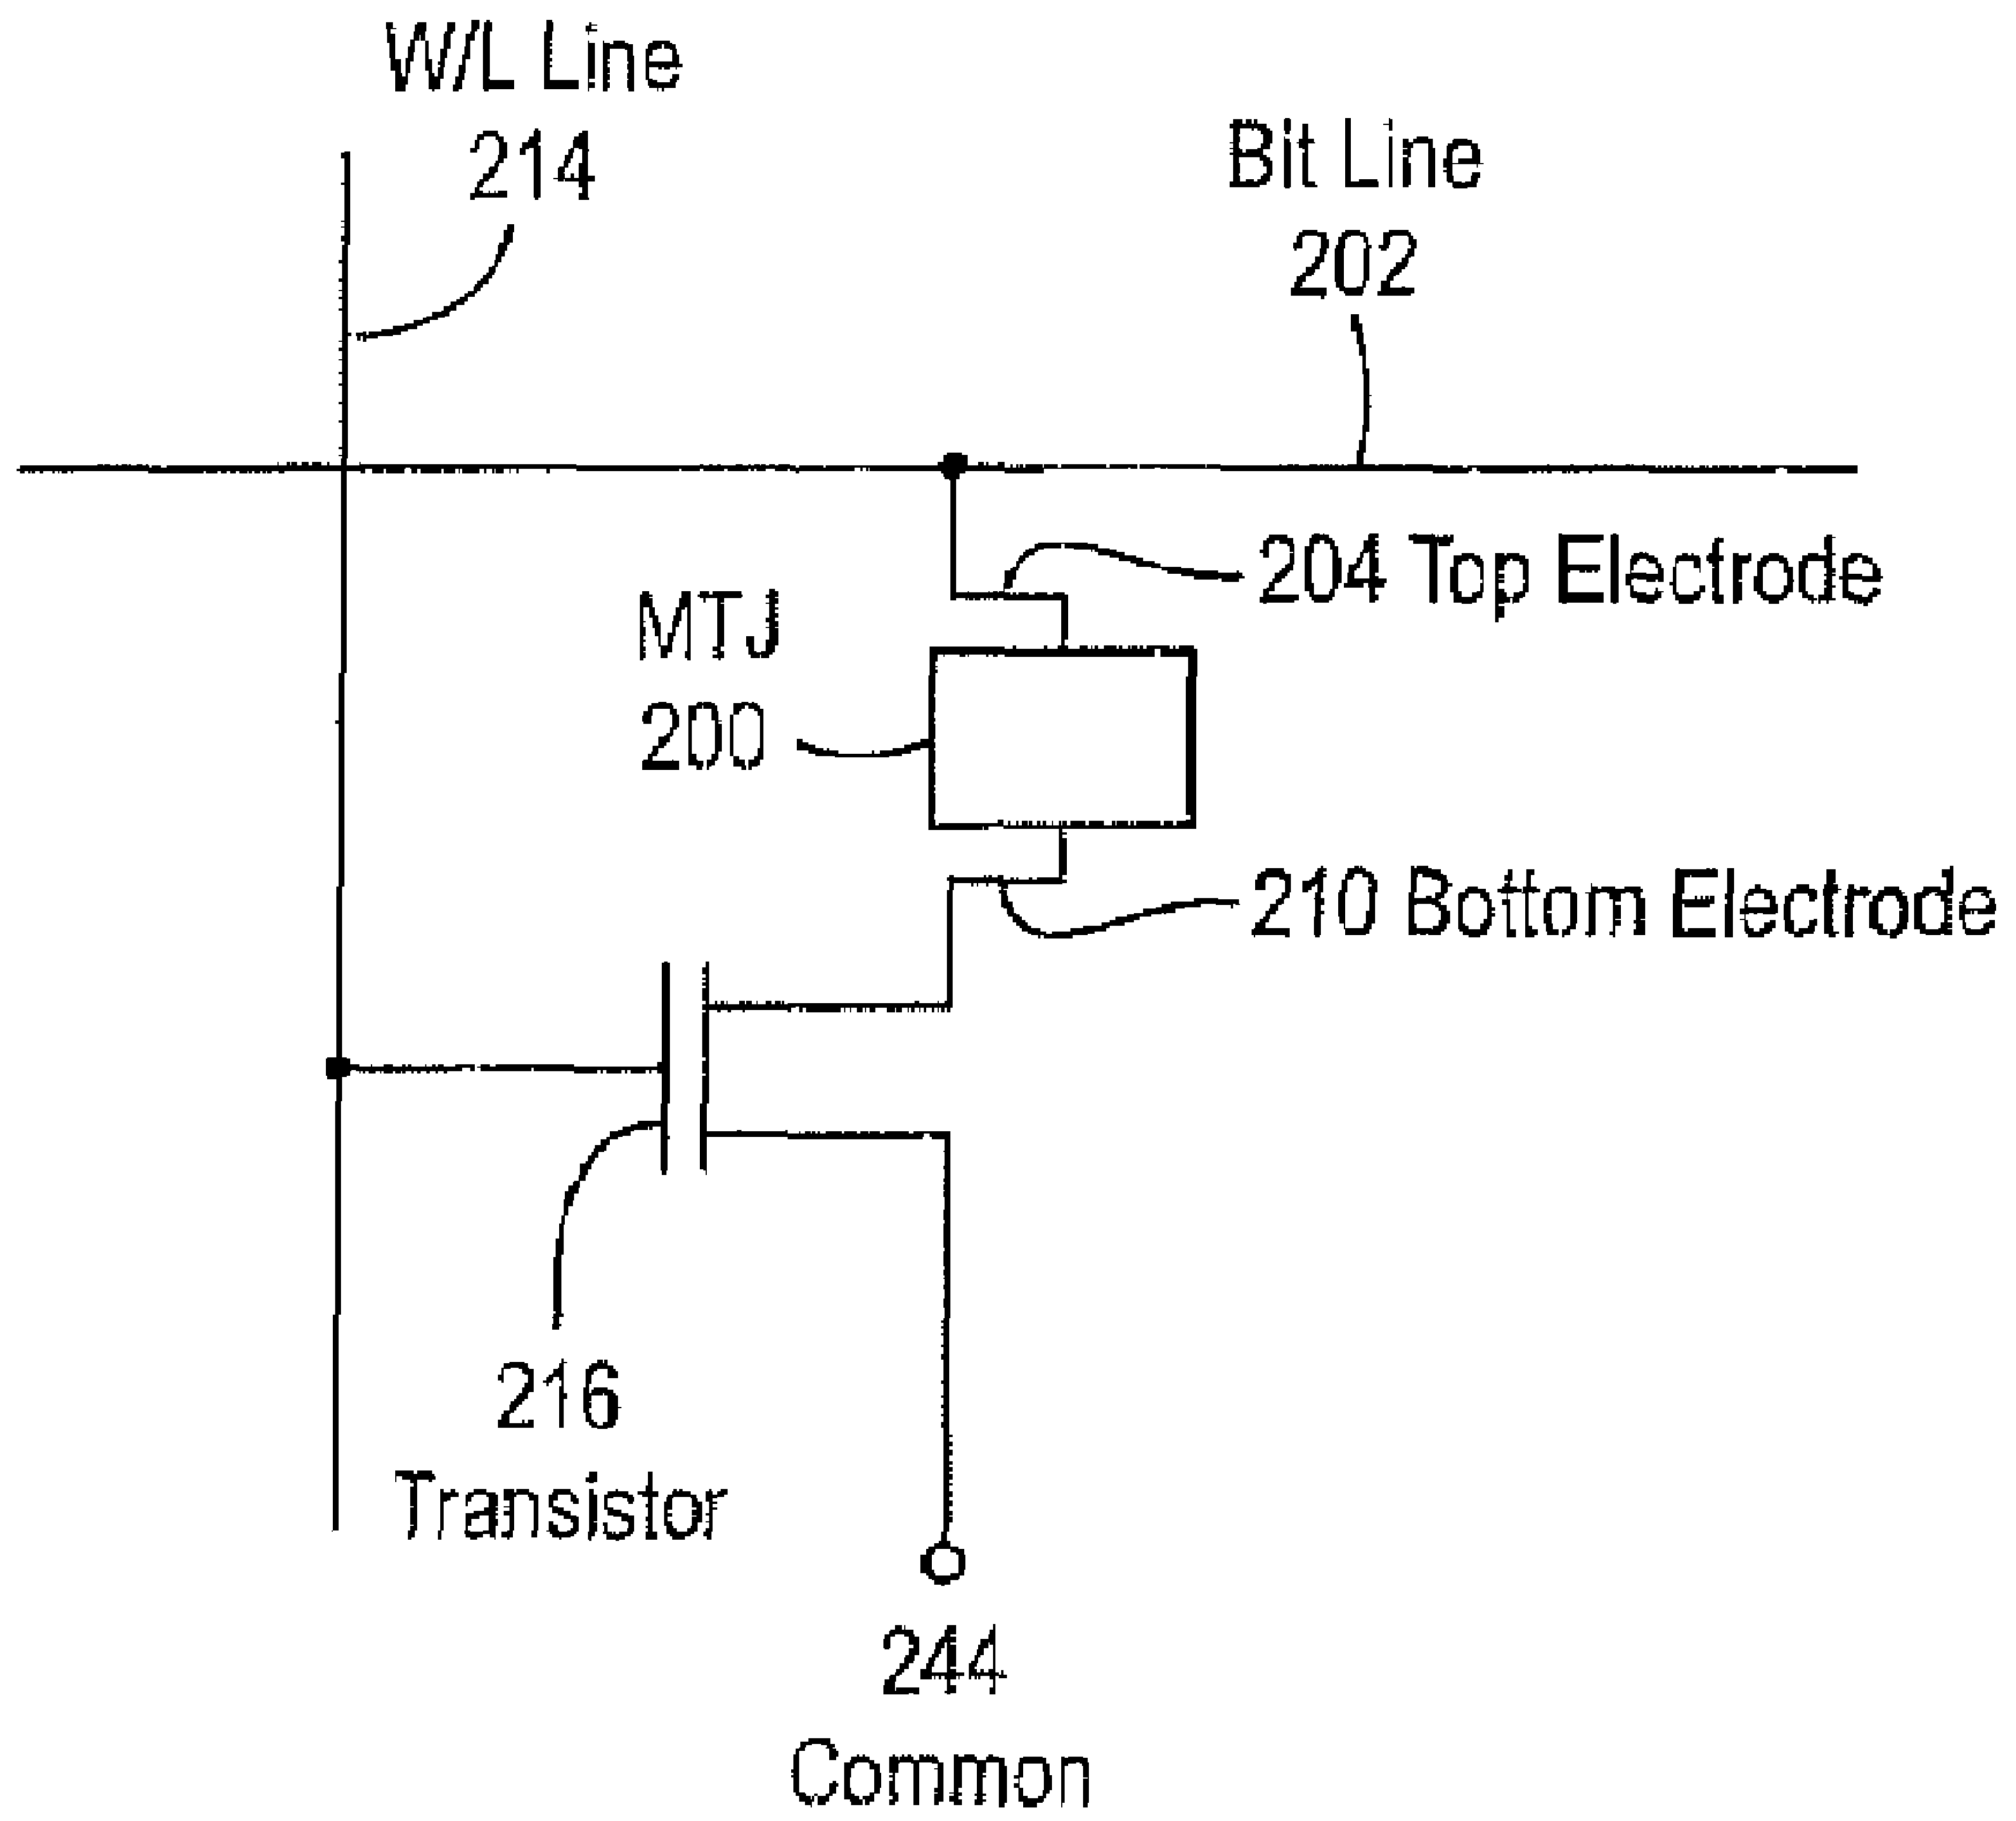 W/L Line
214
Bit Line
202
204 Top Electrode
MTJ
200
210 Bottom Electrode
216
Transistor
244
Common